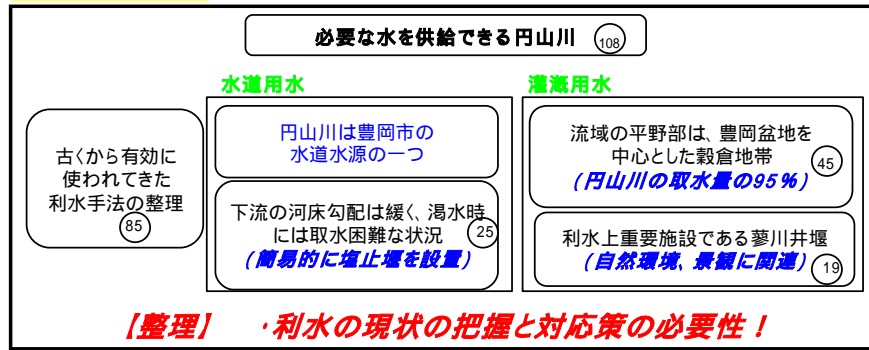 必要な水を供給できる円山川 108
水道用水
灌漑用水
古くから有効に
使われてきた
利水手法の整理
85
円山川は豊岡市の
水道水源の一つ
下流の河床勾配は緩く、渇水時
には取水困難な状況 25
(簡易的に塩止堰を設置)
流域の平野部は、豊岡盆地を
中心とした穀倉地帯 45
(円山川の取水量の95%)
利水上重要施設である蓼川井堰
(自然環境、景観に関連) 19
【整理】 ・利水の現状の把握と対応策の必要性!